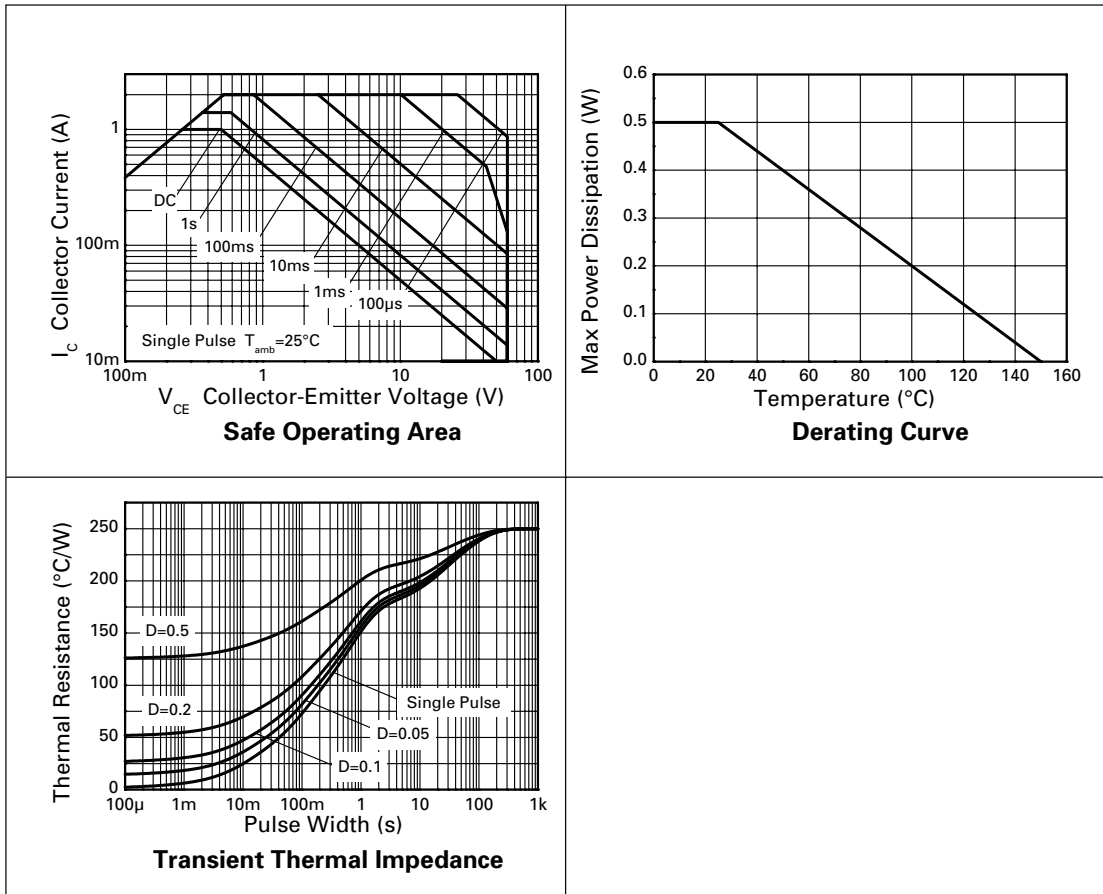 I_C Collector Current (A)
1
100m
10m
DC
1s
100ms
10ms
1ms
100µs
Single Pulse T_amb=25°C
100m 1 10 100
V_CE Collector-Emitter Voltage (V)
Safe Operating Area
Max Power Dissipation (W)
0.6
0.5
0.4
0.3
0.2
0.1
0.0
0 20 40 60 80 100 120 140 160
Temperature (°C)
Derating Curve
Thermal Resistance (°C/W)
250
200
150
100
50
0
D=0.5
D=0.2
Single Pulse
D=0.05
D=0.1
100µ 1m 10m 100m 1 10 100 1k
Pulse Width (s)
Transient Thermal Impedance